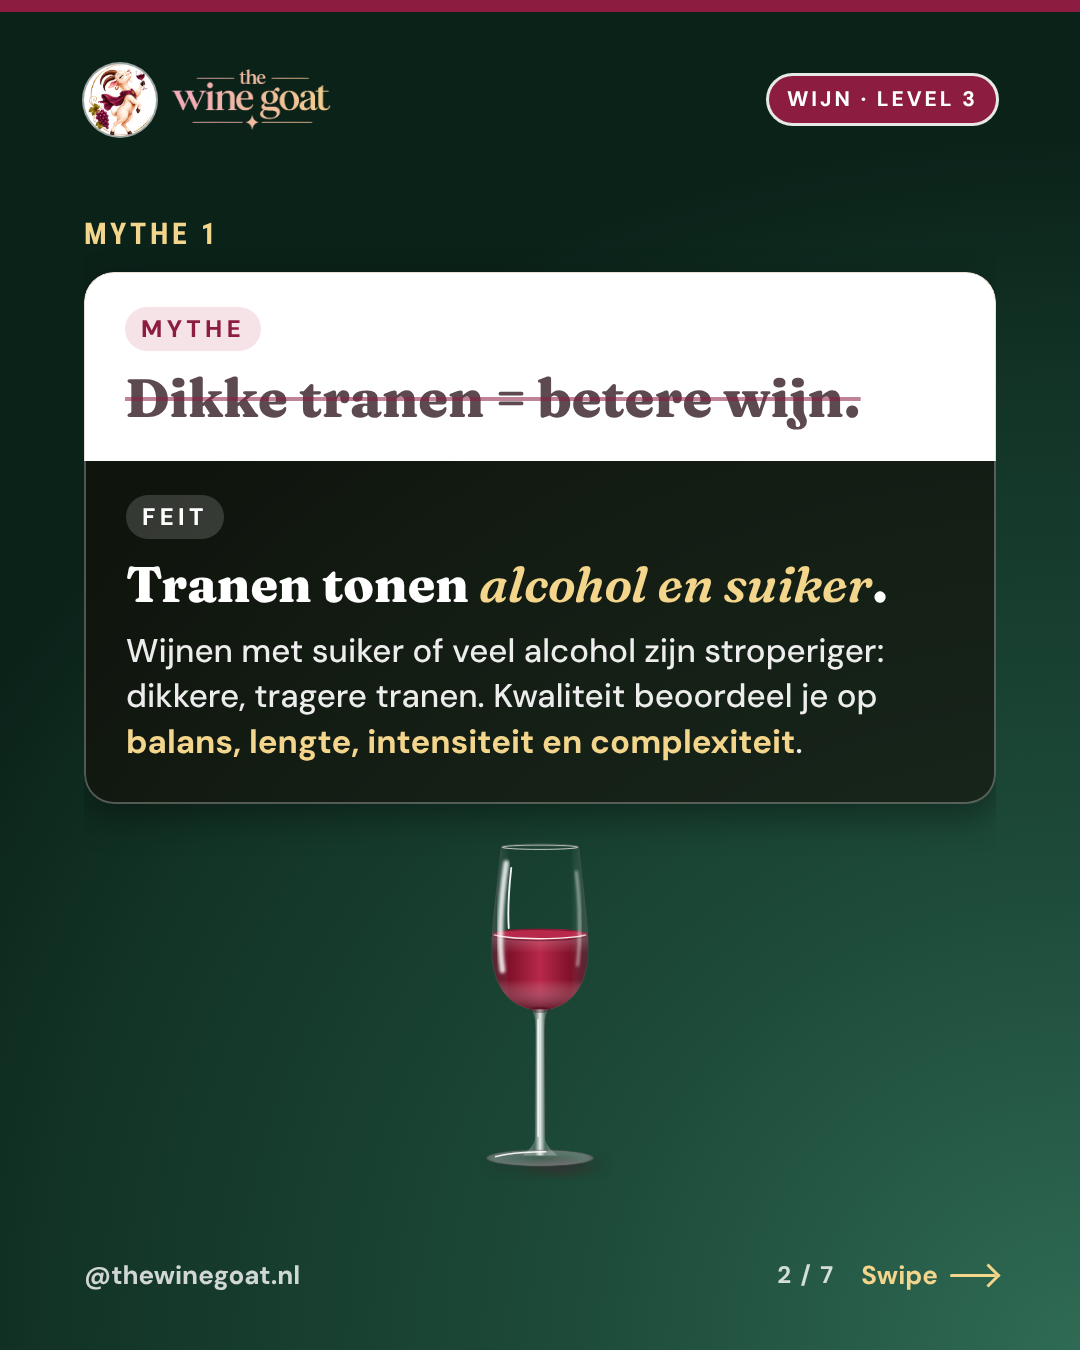 the
wine goat
WIJN · LEVEL 3
MYTHE 1
MYTHE
Dikke tranen = betere wijn.
FEIT
Tranen tonen alcohol en suiker.
Wijnen met suiker of veel alcohol zijn stroperiger:
dikkere, tragere tranen. Kwaliteit beoordeel je op
balans, lengte, intensiteit en complexiteit.
@thewinegoat.nl
2 / 7 Swipe